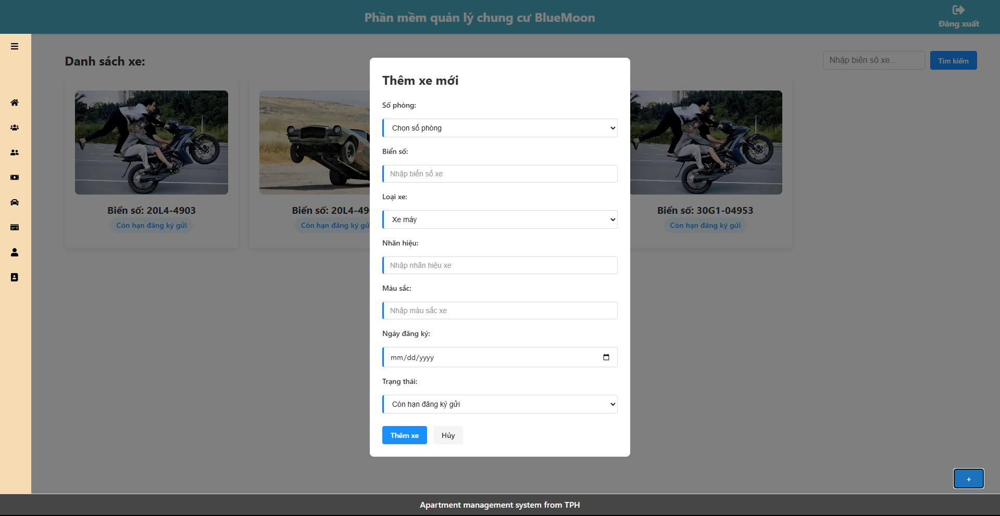 Phần mềm quản lý chung cư BlueMoon
Đăng xuất
Danh sách xe:
Nhập biển số xe...
Tìm kiếm
Biển số: 20L4-4903
Còn hạn đăng ký gửi
Biển số: 20L4-49
Còn hạn đăng ký gử
Biển số: 30G1-04953
Còn hạn đăng ký gửi
Thêm xe mới
Số phòng:
Chọn số phòng
Biển số:
Nhập biển số xe
Loại xe:
Xe máy
Nhãn hiệu:
Nhập nhãn hiệu xe
Màu sắc:
Nhập màu sắc xe
Ngày đăng ký:
mm/dd/yyyy
Trạng thái:
Còn hạn đăng ký gửi
Thêm xe
Hủy
+
Apartment management system from TPH